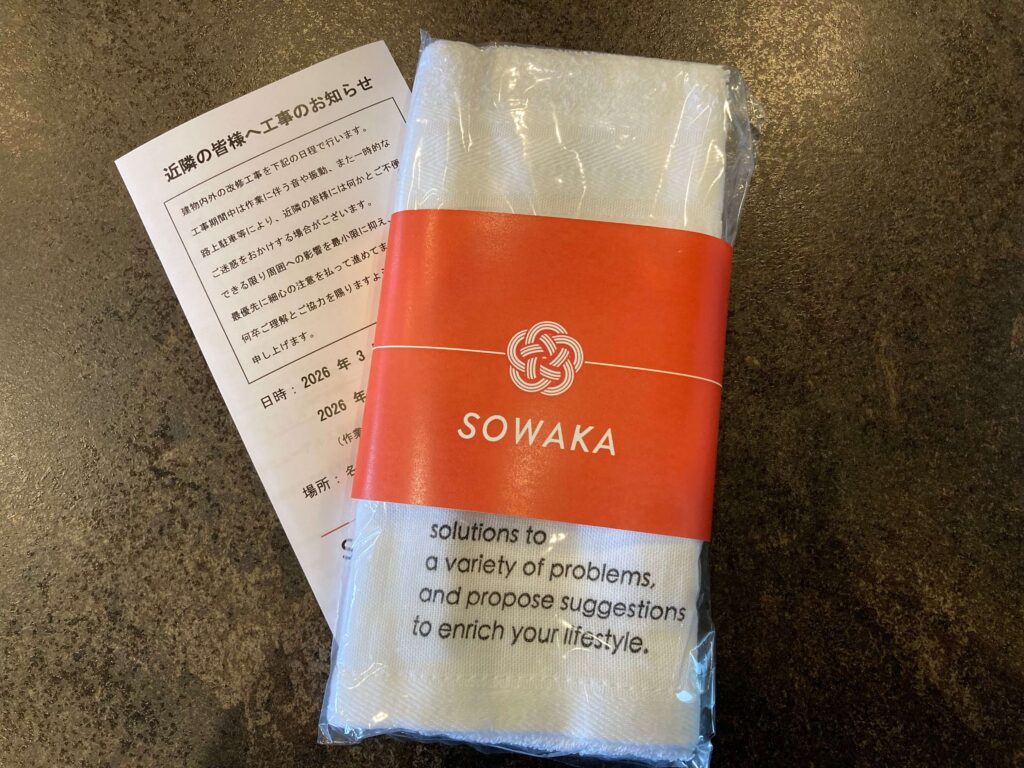 近隣の皆様へ工事のお知らせ
建物内外の改修工事を下記の日程で行います。
工事期間中は作業に伴う音や振動、また一時的な
路上駐車等により、近隣の皆様には何かとご不便
ご迷惑をおかけする場合がございます。
できる限り周囲への影響を最小限に抑え、
最優先に細心の注意を払って進めてま
何卒ご理解とご協力を賜りますよ
申し上げます。
日時：2026 年 3
2026 年
（作業
場所：名
S
SOWAKA
solutions to
a variety of problems,
and propose suggestions
to enrich your lifestyle.